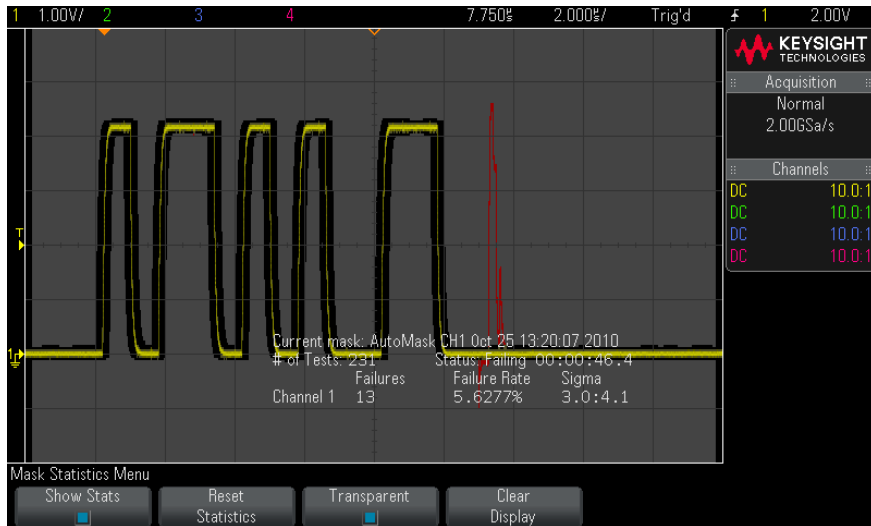 1 1.00V/ 2 3 4 7.750s 2.000s/ Trig'd 1 2.00V
KEYSIGHT
TECHNOLOGIES
Acquisition
Normal
2.00GSa/s
Channels
DC 10.0:1
DC 10.0:1
DC 10.0:1
DC 10.0:1
T
1
Current mask: AutoMask CH1 Oct 25 13:20:07 2010
# of Tests: 231 Status: Failing 00:00:46.4
Failures Failure Rate Sigma
Channel 1 13 5.6277% 3.0:4.1
Mask Statistics Menu
Show Stats Reset Transparent Clear
Statistics Display